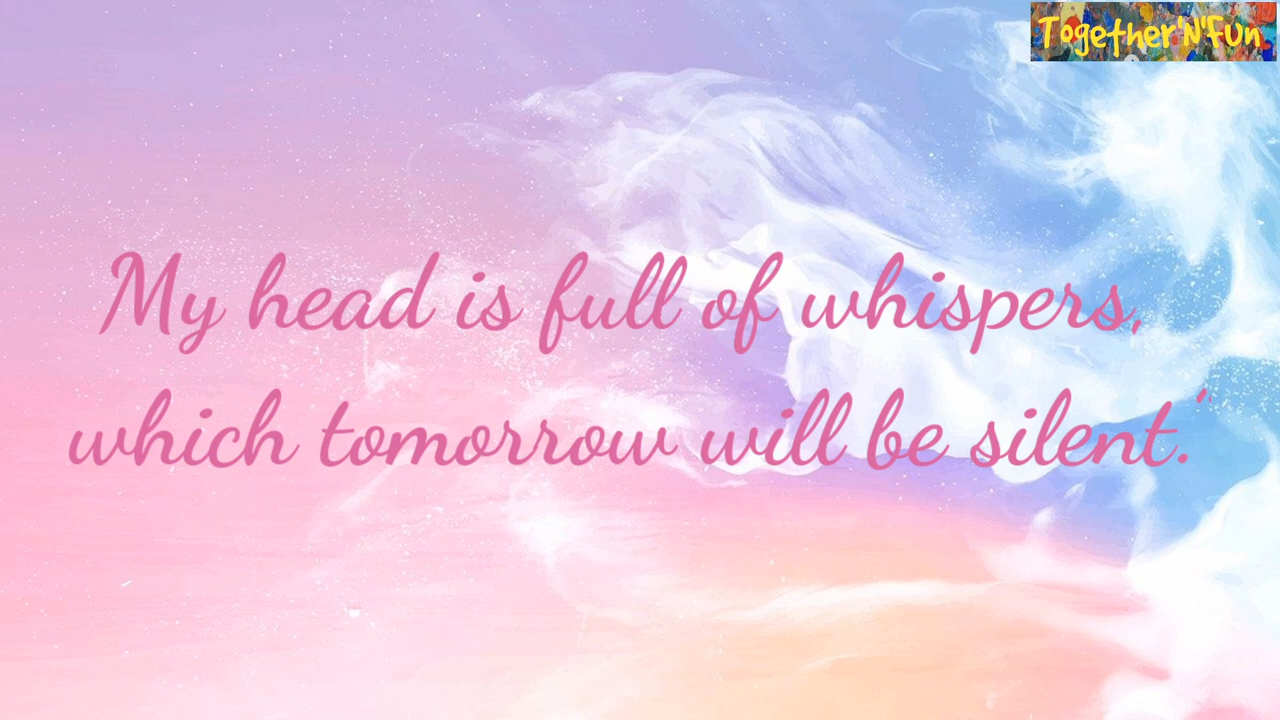 Together'N'Fun
My head is full of whispers,
which tomorrow will be silent.'